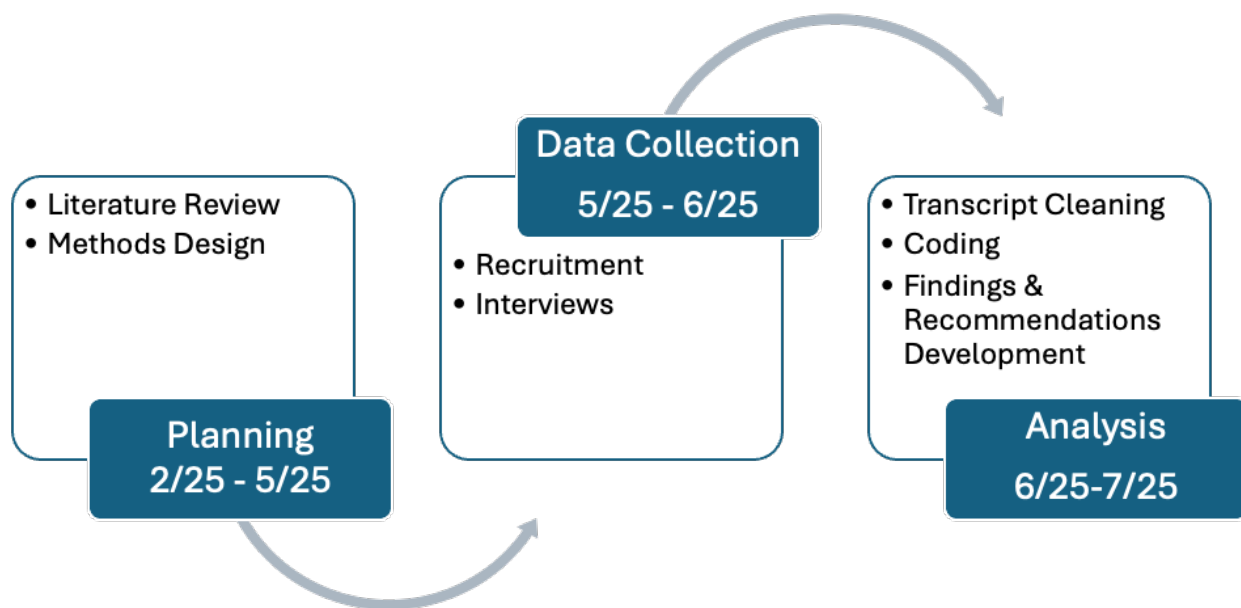 • Literature Review
• Methods Design
Planning
2/25 - 5/25
Data Collection
5/25 - 6/25
• Recruitment
• Interviews
• Transcript Cleaning
• Coding
• Findings &
Recommendations
Development
Analysis
6/25-7/25